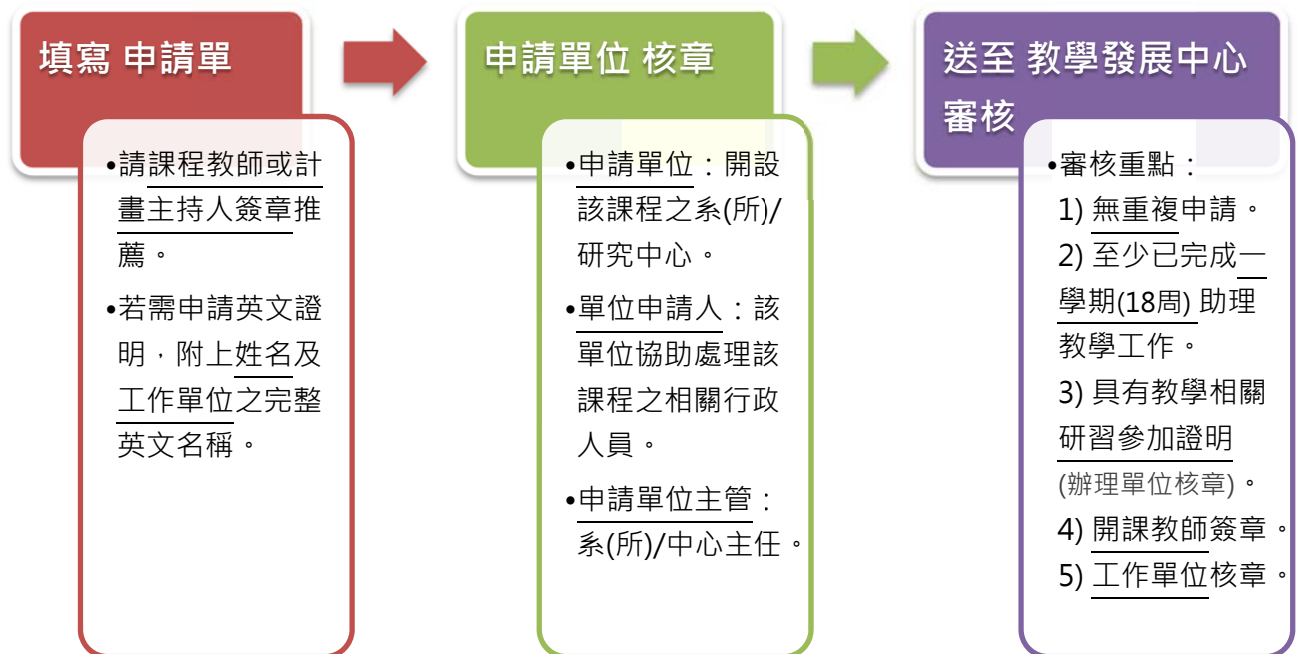 填寫 申請單
•請課程教師或計
畫主持人簽章推
薦。
•若需申請英文證
明，附上姓名及
工作單位之完整
英文名稱。
申請單位 核章
•申請單位：開設
該課程之系(所)/
研究中心。
•單位申請人：該
單位協助處理該
課程之相關行政
人員。
•申請單位主管：
系(所)/中心主任。
送至 教學發展中心
審核
•審核重點：
1) 無重複申請。
2) 至少已完成一
學期(18周) 助理
教學工作。
3) 具有教學相關
研習參加證明
(辦理單位核章)。
4) 開課教師簽章。
5) 工作單位核章。